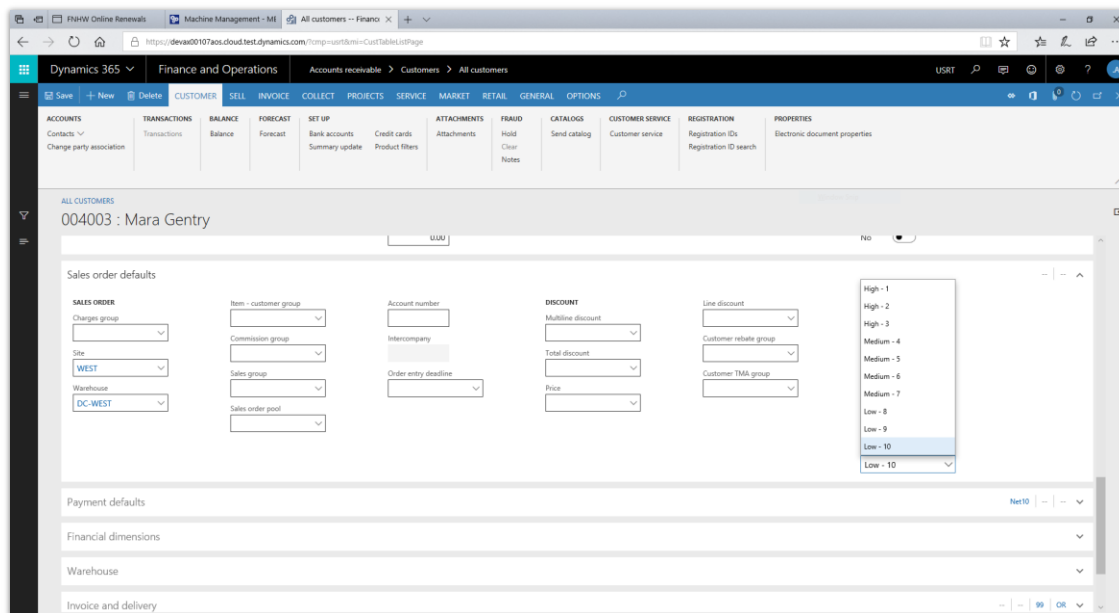 FNHW Online Renewals
Machine Management - MI
All customers -- Finance
https://devax00107aos.cloud.test.dynamics.com/?cmp=usrt&mi=CustTableListPage
Dynamics 365
Finance and Operations
Accounts receivable > Customers > All customers
USRT
?
Save
+ New
Delete
CUSTOMER
SELL
INVOICE
COLLECT
PROJECTS
SERVICE
MARKET
RETAIL
GENERAL
OPTIONS
0
ACCOUNTS
Contacts
Change party association
TRANSACTIONS
Transactions
BALANCE
Balance
FORECAST
Forecast
SET UP
Bank accounts
Summary update
Credit cards
Product filters
ATTACHMENTS
Attachments
FRAUD
Hold
Clear
Notes
CATALOGS
Send catalog
CUSTOMER SERVICE
Customer service
REGISTRATION
Registration IDs
Registration ID search
PROPERTIES
Electronic document properties
ALL CUSTOMERS
004003 : Mara Gentry
0.00
No
Sales order defaults
-- | --
SALES ORDER
Charges group
Site
WEST
Warehouse
DC-WEST
Item - customer group
Commission group
Sales group
Sales order pool
Account number
Intercompany
Order entry deadline
DISCOUNT
Multiline discount
Total discount
Price
Line discount
Customer rebate group
Customer TMA group
High - 1
High - 2
High - 3
Medium - 4
Medium - 5
Medium - 6
Medium - 7
Low - 8
Low - 9
Low - 10
Low - 10
Payment defaults
Net10 | -- | --
Financial dimensions
Warehouse
Invoice and delivery
-- | -- | 99 | OR